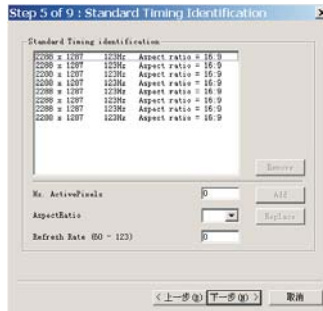 Step 5 of 9 : Standard Timing Identification
Standard Timing identification
2288 x 1287 123Hz Aspect ratio = 16:9
2288 x 1287 123Hz Aspect ratio = 16:9
2288 x 1287 123Hz Aspect ratio = 16:9
2288 x 1287 123Hz Aspect ratio = 16:9
2288 x 1287 123Hz Aspect ratio = 16:9
2288 x 1287 123Hz Aspect ratio = 16:9
2288 x 1287 123Hz Aspect ratio = 16:9
2288 x 1287 123Hz Aspect ratio = 16:9
Remove
Hz. ActivePixels 0 Add
AspectRatio Replace
Refresh Rate (60 - 123) 0
< 上一步(B) 下一步(N) > 取消